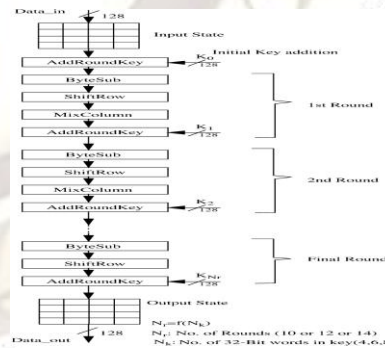 Data_in
128
Input State
Initial Key addition
AddRoundKey
K0
128
ByteSub
ShiftRow
MixColumn
AddRoundKey
K1
128
1st Round
ByteSub
ShiftRow
MixColumn
AddRoundKey
K2
128
2nd Round
ByteSub
ShiftRow
AddRoundKey
KNr
128
Final Round
Output State
128
Data_out
Nr=f(Nk)
Nr: No. of Rounds (10 or 12 or 14)
Nk: No. of 32-Bit words in key(4,6,